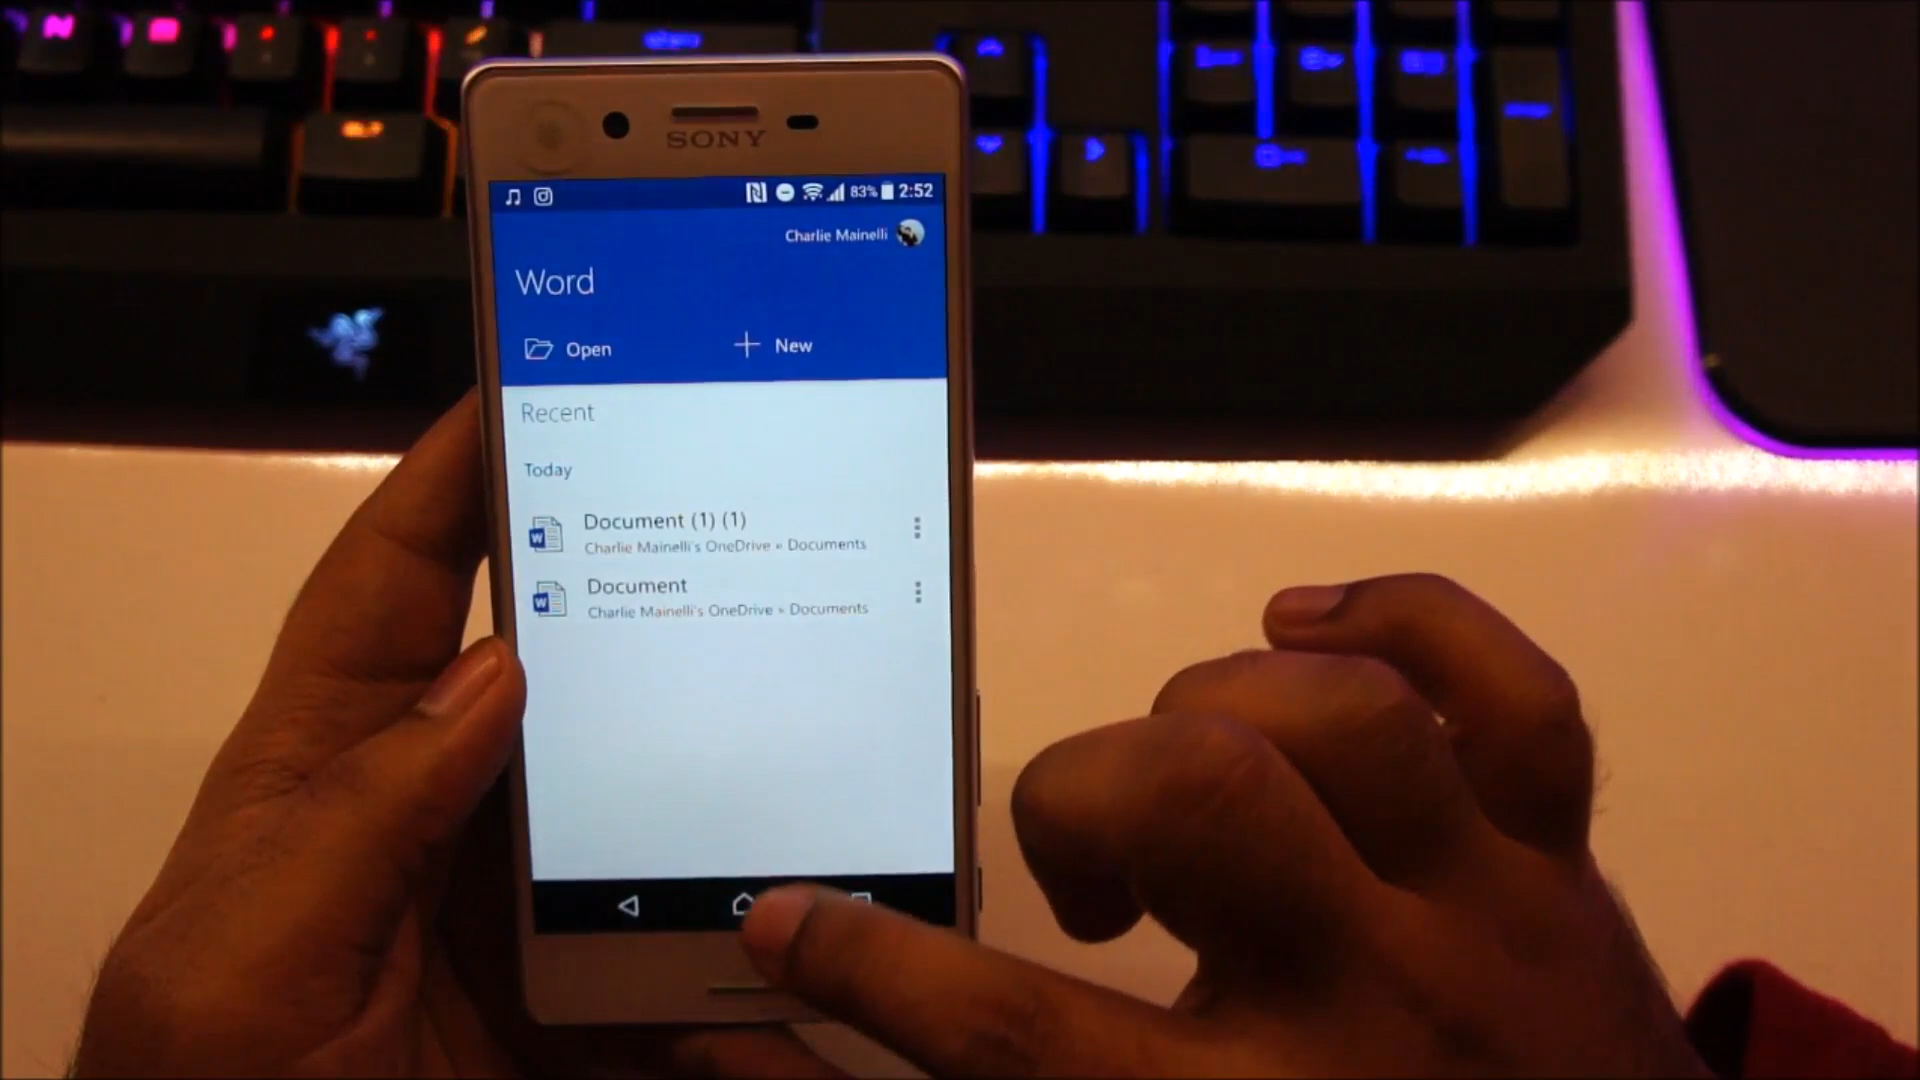 SONY
83% 2:52
Charlie Mainelli
Word
Open
New
Recent
Today
Document (1) (1)
Charlie Mainelli's OneDrive » Documents
Document
Charlie Mainelli's OneDrive » Documents